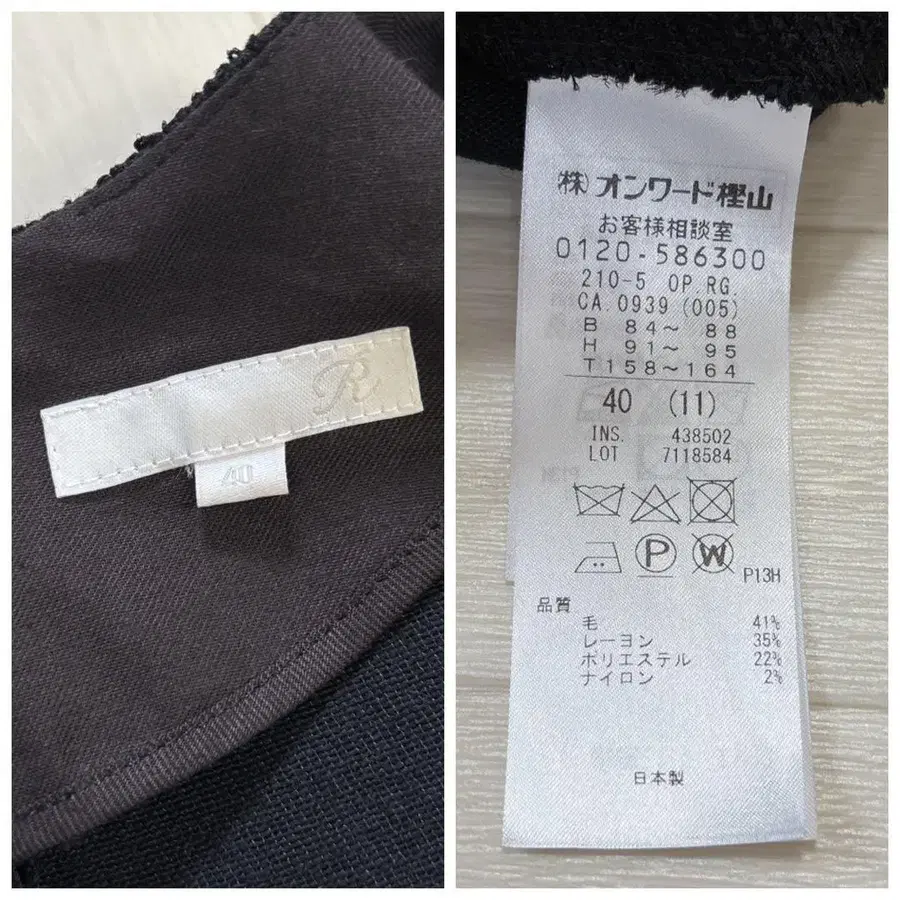 R
40
(株)オンワード樫山
お客様相談室
0120-586300
210-5 OP.RG.
CA.0939 (005)
B 84〜 88
H 91〜 95
T158〜164
40 (11)
INS. 438502
LOT 7118584
P W
P13H
品質
毛 41%
レーヨン 35%
ポリエステル 22%
ナイロン 2%
日本製